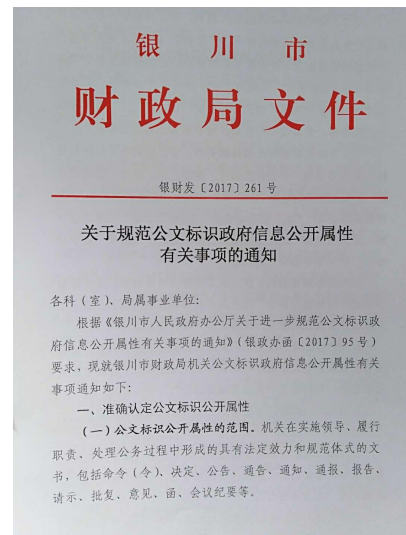 银川市
财政局文件
银财发〔2017〕261号
关于规范公文标识政府信息公开属性
有关事项的通知
各科（室）、局属事业单位：
根据《银川市人民政府办公厅关于进一步规范公文标识政
府信息公开属性有关事项的通知》（银政办函〔2017〕95号）
要求，现就银川市财政局机关公文标识政府信息公开属性有关
事项通知如下：
一、准确认定公文标识公开属性
（一）公文标识公开属性的范围。机关在实施领导、履行
职责、处理公务过程中形成的具有法定效力和规范体式的文
书，包括命令（令）、决定、公告、通告、通知、通报、报告、
请示、批复、意见、函、会议纪要等。